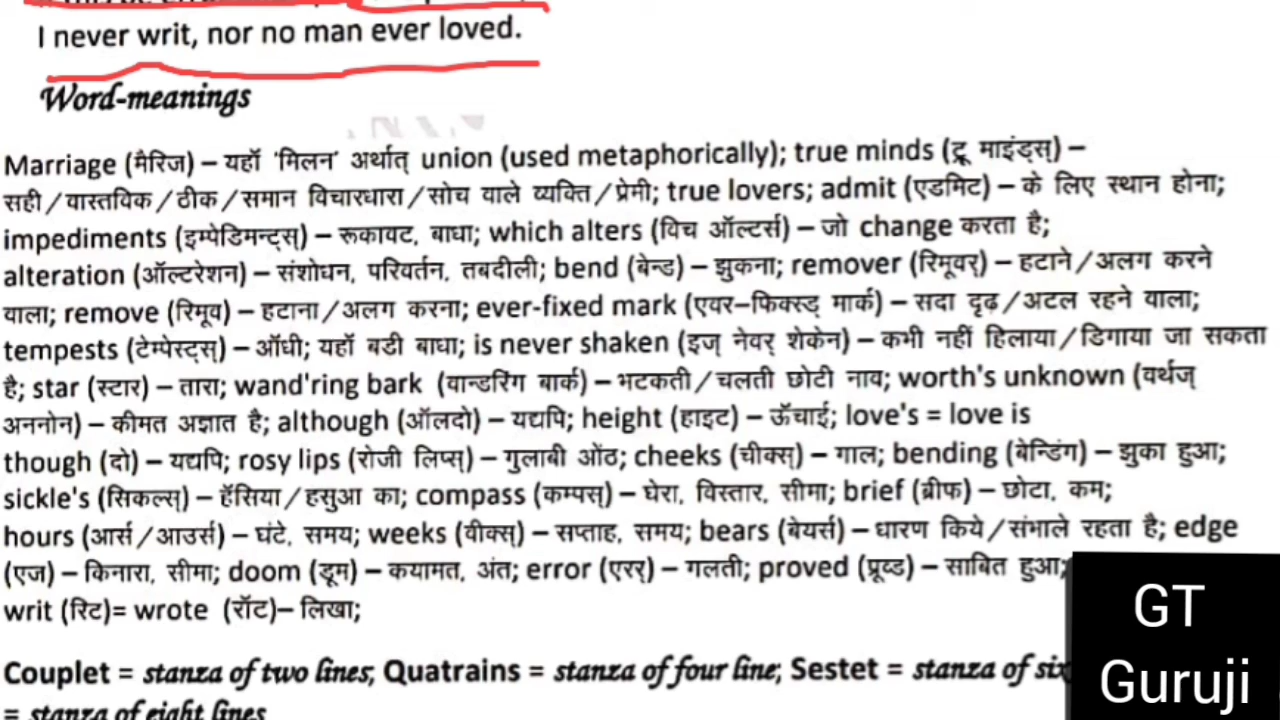 I never writ, nor no man ever loved.
Word-meanings
Marriage (मैरिज) – यहॉ 'मिलन' अर्थात् union (used metaphorically); true minds (ट्रू माइंड्स्) –
सही/वास्तविक/ठीक/समान विचारधारा/सोच वाले व्यक्ति/प्रेमी; true lovers; admit (एडमिट) – के लिए स्थान होना;
impediments (इम्पेडिमन्ट्स्) – रूकावट, बाधा; which alters (विच ऑल्टर्स) – जो change करता है;
alteration (ऑल्टरेशन) – संशोधन, परिवर्तन, तबदीली; bend (बेन्ड) – झुकना; remover (रिमूवर्) – हटाने/अलग करने
वाला; remove (रिमूव) – हटाना/अलग करना; ever-fixed mark (एवर–फिक्स्ड् मार्क) – सदा दृढ़/अटल रहने वाला;
tempests (टेम्पेस्ट्स्) – ऑधी; यहॉ बडी बाधा; is never shaken (इज् नेवर् शेकेन) – कभी नहीं हिलाया/डिगाया जा सकता
है; star (स्टार) – तारा; wand'ring bark (वान्डरिंग बार्क) – भटकती/चलती छोटी नाव; worth's unknown (वर्थज्
अननोन) – कीमत अज्ञात है; although (ऑलदो) – यद्यपि; height (हाइट) – ऊॅचाई; love's = love is
though (दो) – यद्यपि; rosy lips (रोजी लिप्स्) – गुलाबी ओंठ; cheeks (चीक्स्) – गाल; bending (बेन्डिंग) – झुका हुआ;
sickle's (सिकल्स्) – हॅसिया/हसुआ का; compass (कम्पस्) – घेरा, विस्तार, सीमा; brief (ब्रीफ) – छोटा, कम;
hours (आर्स/आउर्स) – घंटे, समय; weeks (वीक्स्) – सप्ताह, समय; bears (बेयर्स) – धारण किये/संभाले रहता है; edge
(एज) – किनारा, सीमा; doom (डूम) – कयामत, अंत; error (एरर्) – गलती; proved (प्रूव्ड) – साबित हुआ;
writ (रिट)= wrote (रॉट)– लिखा;
Couplet = stanza of two lines; Quatrains = stanza of four line; Sestet = stanza of six
= stanza of eight lines
GT
Guruji